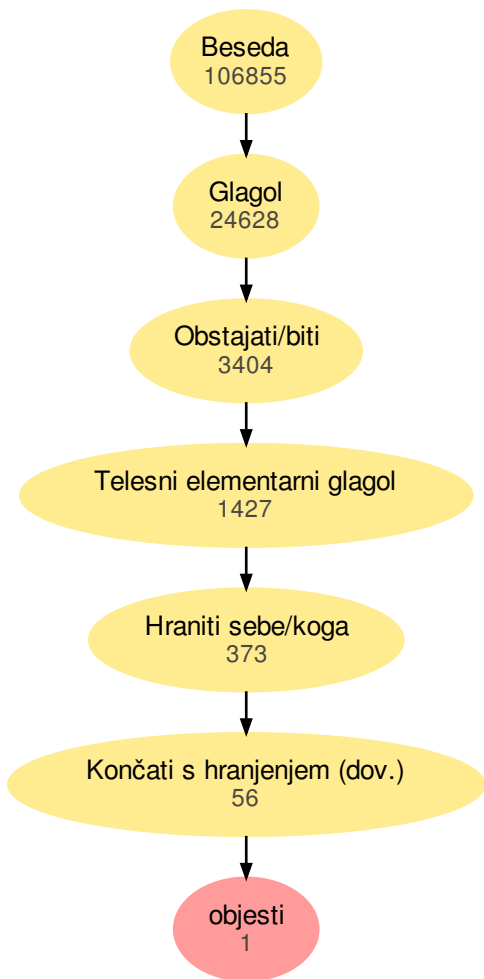 Beseda
106855
Glagol
24628
Obstajati/biti
3404
Telesni elementarni glagol
1427
Hraniti sebe/koga
373
Končati s hranjenjem (dov.)
56
objesti
1